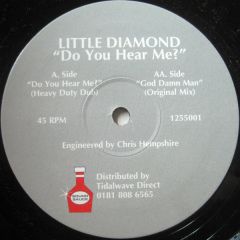 LITTLE DIAMOND
"Do You Hear Me?"
A. Side
"Do You Hear Me?"
(Heavy Duty Dub)
AA. Side
"God Damn Man"
(Original Mix)
45 RPM
1255001
Engineered by Chris Hempshire
Distributed by
Tidalwave Direct
0181 808 6565